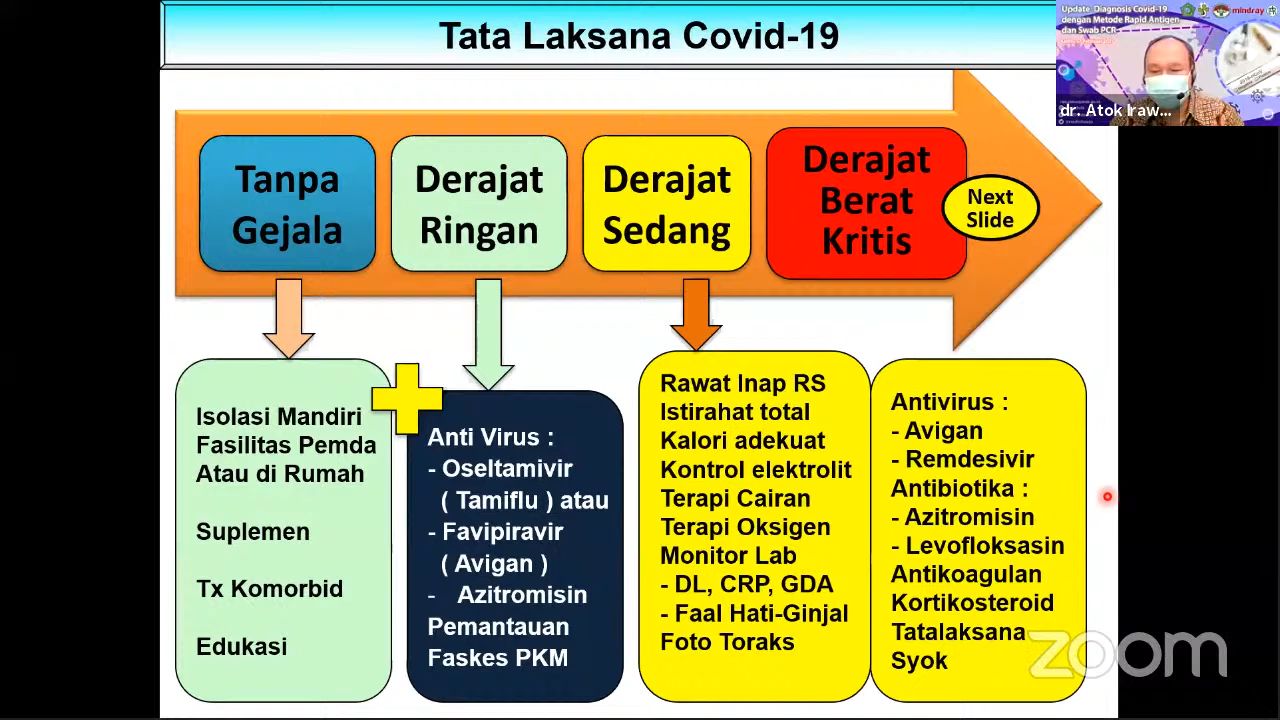 Tata Laksana Covid-19
Update Diagnosis Covid-19
dengan Metode Rapid Antigen
dan Swab PCR
mindray
dr. Atok Iraw...
Tanpa
Gejala
Derajat
Ringan
Derajat
Sedang
Derajat
Berat
Kritis
Next
Slide
Isolasi Mandiri
Fasilitas Pemda
Atau di Rumah
Suplemen
Tx Komorbid
Edukasi
Anti Virus :
- Oseltamivir
( Tamiflu ) atau
- Favipiravir
( Avigan )
- Azitromisin
Pemantauan
Faskes PKM
Rawat Inap RS
Istirahat total
Kalori adekuat
Kontrol elektrolit
Terapi Cairan
Terapi Oksigen
Monitor Lab
- DL, CRP, GDA
- Faal Hati-Ginjal
Foto Toraks
Antivirus :
- Avigan
- Remdesivir
Antibiotika :
- Azitromisin
- Levofloksasin
Antikoagulan
Kortikosteroid
Tatalaksana
Syok
zoom